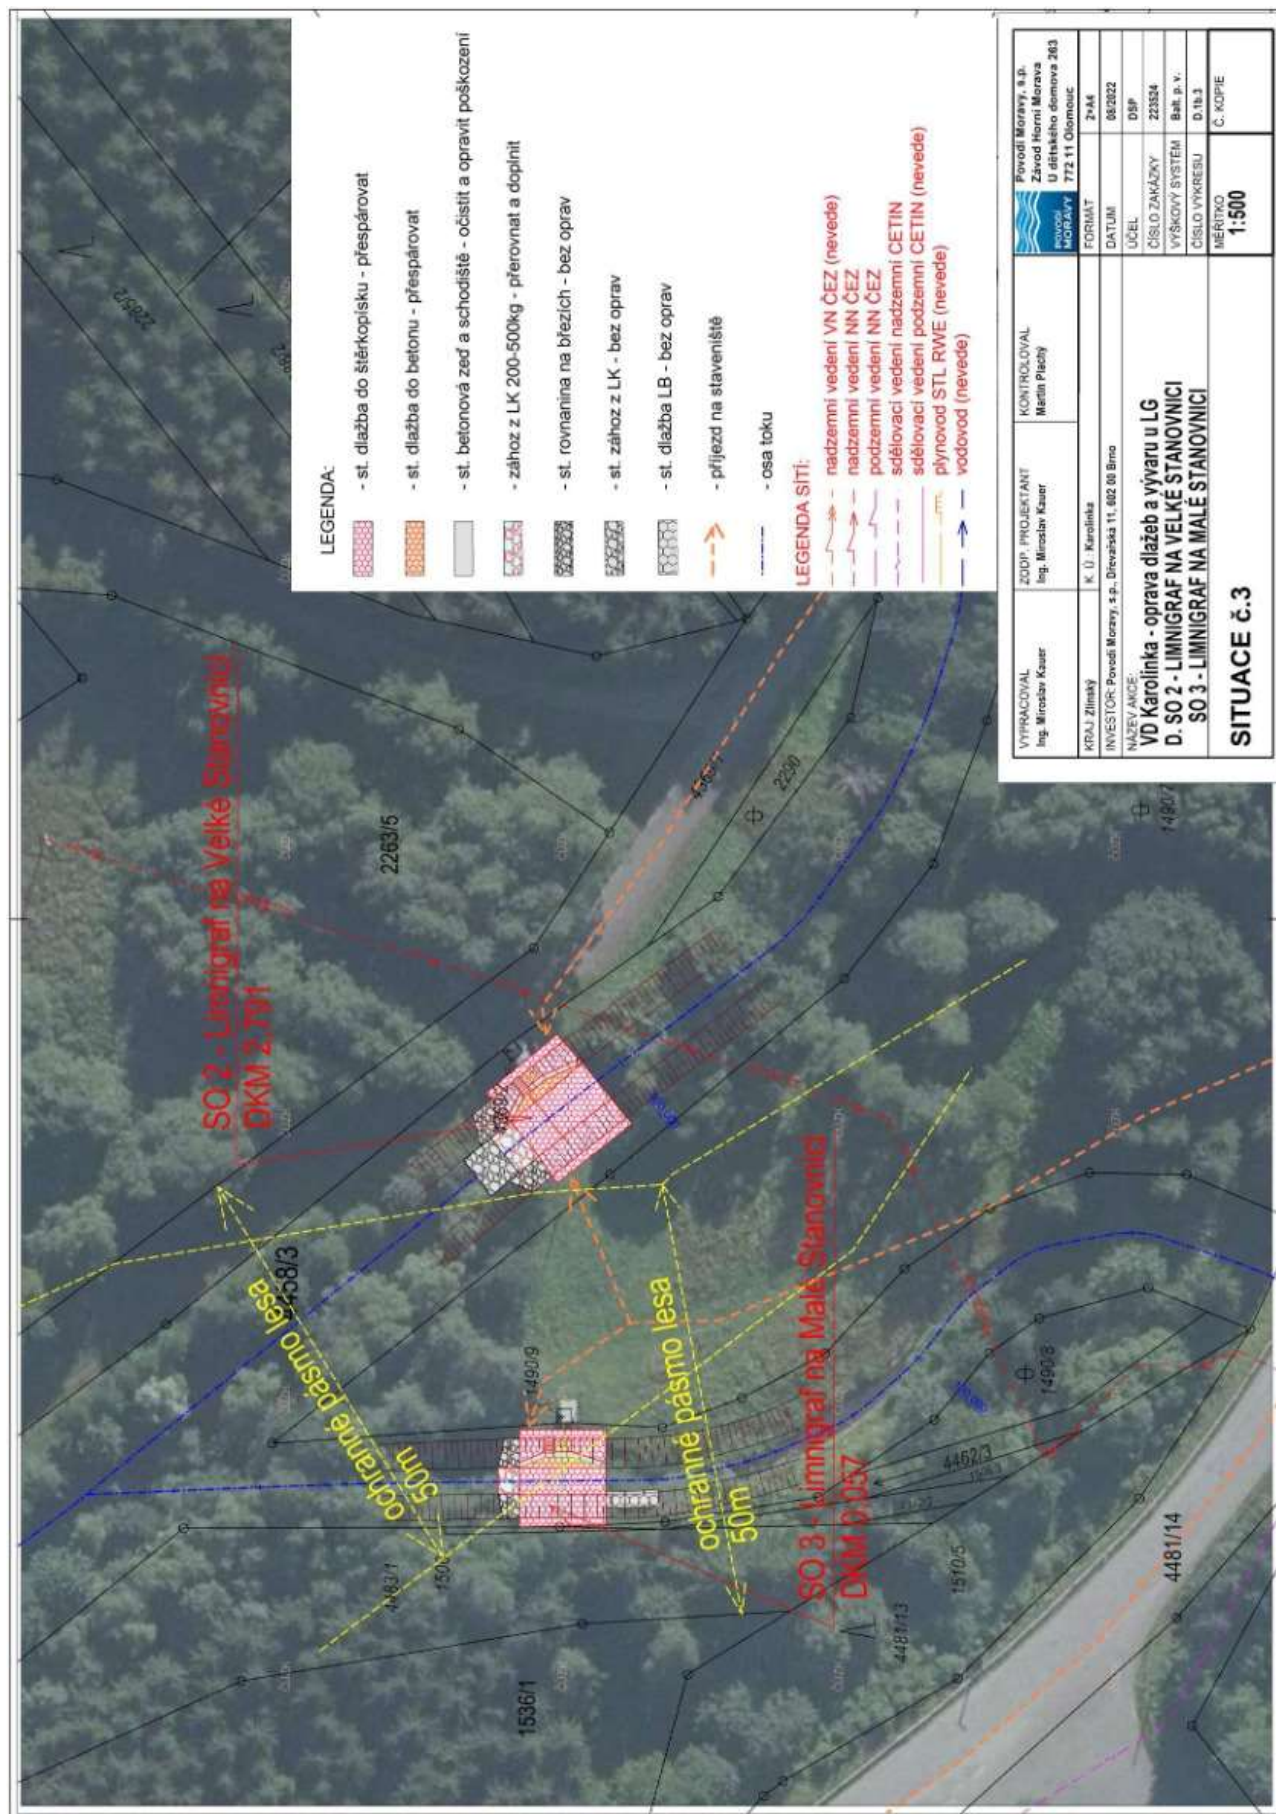 SO 2 - Limnigraf na Velké Stanovnici
DKM 2.791
SO 3 - Limnigraf na Malé Stanovnici
DKM 0.057
ochranné pásmo lesa
50m
ochranné pásmo lesa
50m
2265/2
2263/5
2290
1490/9
1490/8
1536/1
4483/1
4481/13
1510/5
4462/3
4481/14
LEGENDA:
- st. dlažba do štěrkopísku - přespárovat
- st. dlažba do betonu - přespárovat
- st. betonová zeď a schodiště - očistit a opravit poškození
- zához z LK 200-500kg - přerovnat a doplnit
- st. rovnanina na březích - bez oprav
- st. zához z LK - bez oprav
- st. dlažba LB - bez oprav
- příjezd na staveniště
- osa toku
LEGENDA SÍTÍ:
nadzemní vedení VN ČEZ (nevede)
nadzemní vedení NN ČEZ
podzemní vedení NN ČEZ
sdělovací vedení nadzemní CETIN
sdělovací vedení podzemní CETIN (nevede)
plynovod STL RWE (nevede)
vodovod (nevede)
VYPRACOVAL
Ing. Miroslav Kauer
ZODP. PROJEKTANT
Ing. Miroslav Kauer
KONTROLOVAL
Martin Plachý
POVODÍ
MORAVY
Povodí Moravy, s.p.
Závod Horní Morava
U dětského domova 263
772 11 Olomouc
KRAJ: Zlínský
K. Ú.: Karolinka
INVESTOR: Povodí Moravy, s.p., Dřevařská 11, 602 00 Brno
NÁZEV AKCE:
VD Karolinka - oprava dlažeb a vývaru u LG
D. SO 2 - LIMNIGRAF NA VELKÉ STANOVNICI
SO 3 - LIMNIGRAF NA MALÉ STANOVNICI
FORMÁT 2*A4
DATUM 08/2022
ÚČEL DSP
ČÍSLO ZAKÁZKY 223524
VÝŠKOVÝ SYSTÉM Balt. p. v.
ČÍSLO VÝKRESU D.1b.3
SITUACE č.3
MĚŘÍTKO
1:500
Č. KOPIE